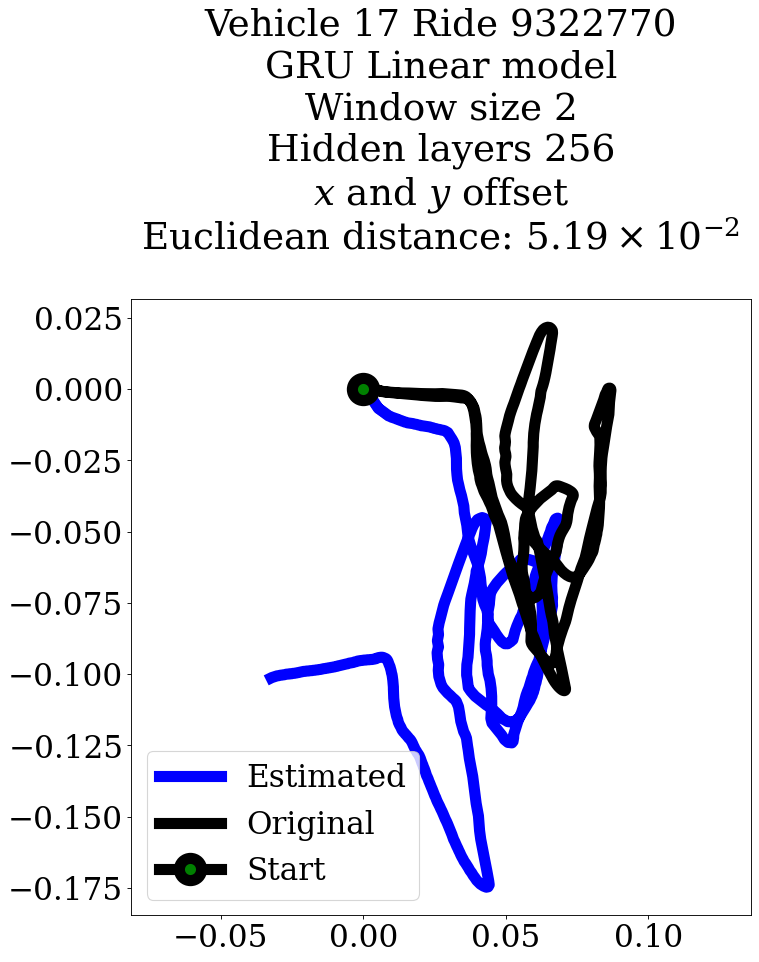 Vehicle 17 Ride 9322770
GRU Linear model
Window size 2
Hidden layers 256
x and y offset
Euclidean distance: 5.19 × 10⁻²
0.025
0.000
−0.025
−0.050
−0.075
−0.100
−0.125
−0.150
−0.175
Estimated
Original
Start
−0.05 0.00 0.05 0.10